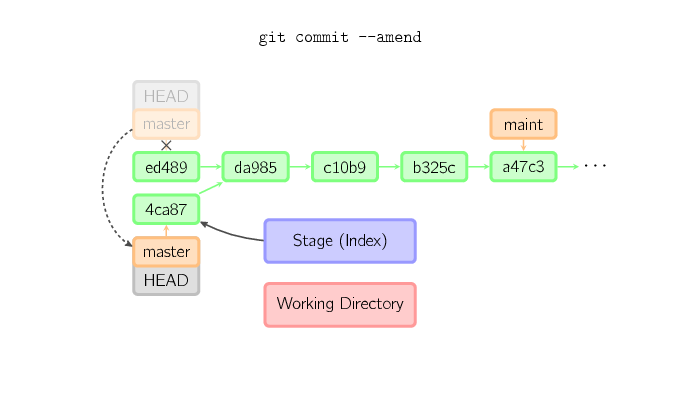 git commit --amend
HEAD
master
maint
ed489
da985
c10b9
b325c
a47c3
...
4ca87
Stage (Index)
master
HEAD
Working Directory